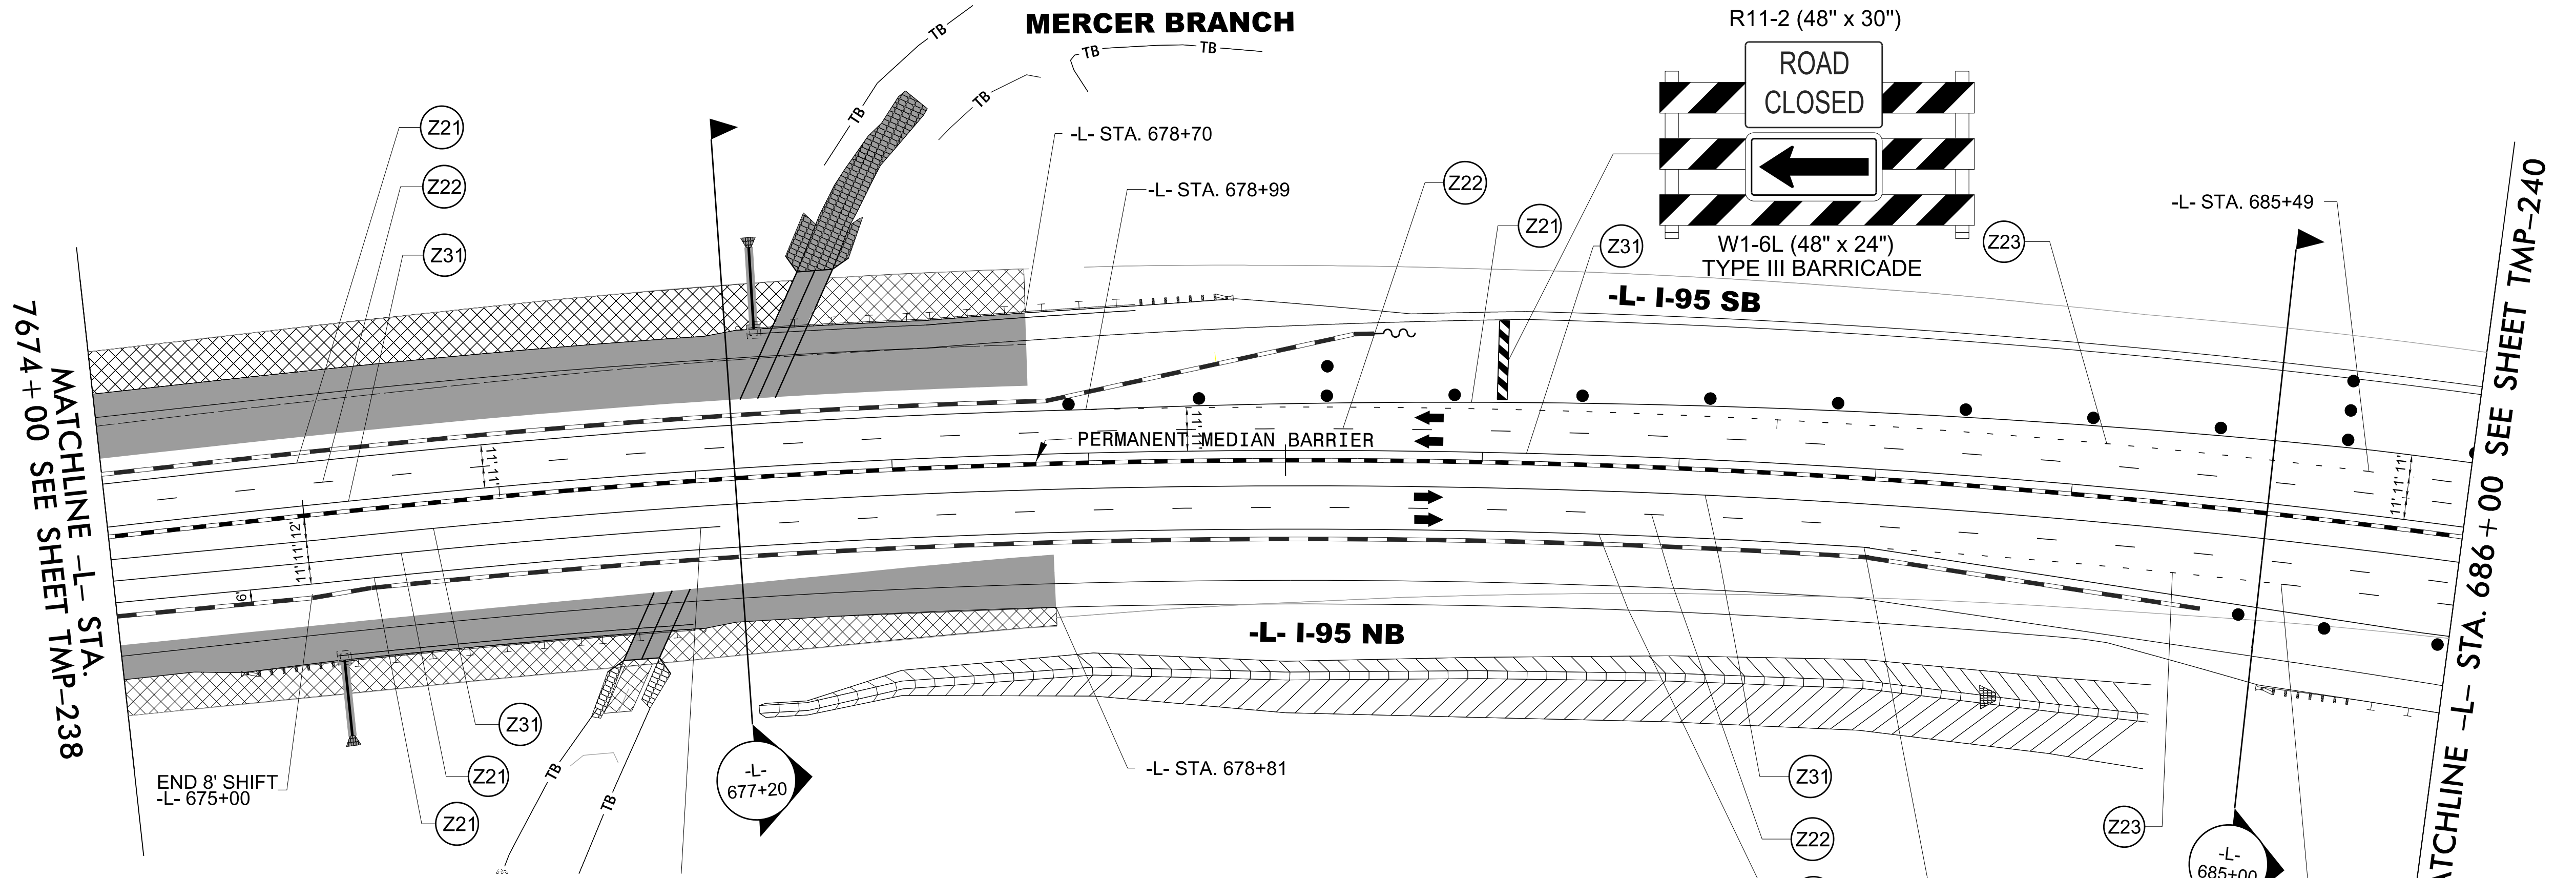 MERCER BRANCH
R11-2 (48" x 30")
ROAD
CLOSED
W1-6L (48" x 24")
TYPE III BARRICADE
TB
TB
TB
TB
TB
Z21
Z22
Z31
-L- STA. 678+70
-L- STA. 678+99
Z22
Z21
Z31
Z23
-L- STA. 685+49
-L- I-95 SB
PERMANENT MEDIAN BARRIER
11'
11'
11'
11'
11'
11'
11'
11' 11' 12'
6'
MATCHLINE -L- STA.
7674+00 SEE SHEET TMP-238
-L- I-95 NB
Z31
Z21
Z21
END 8' SHIFT
-L- 675+00
TB
TB
-L-
677+20
-L- STA. 678+81
Z31
Z22
Z23
-L-
685+00
ATCHLINE -L- STA. 686+00 SEE SHEET TMP-240